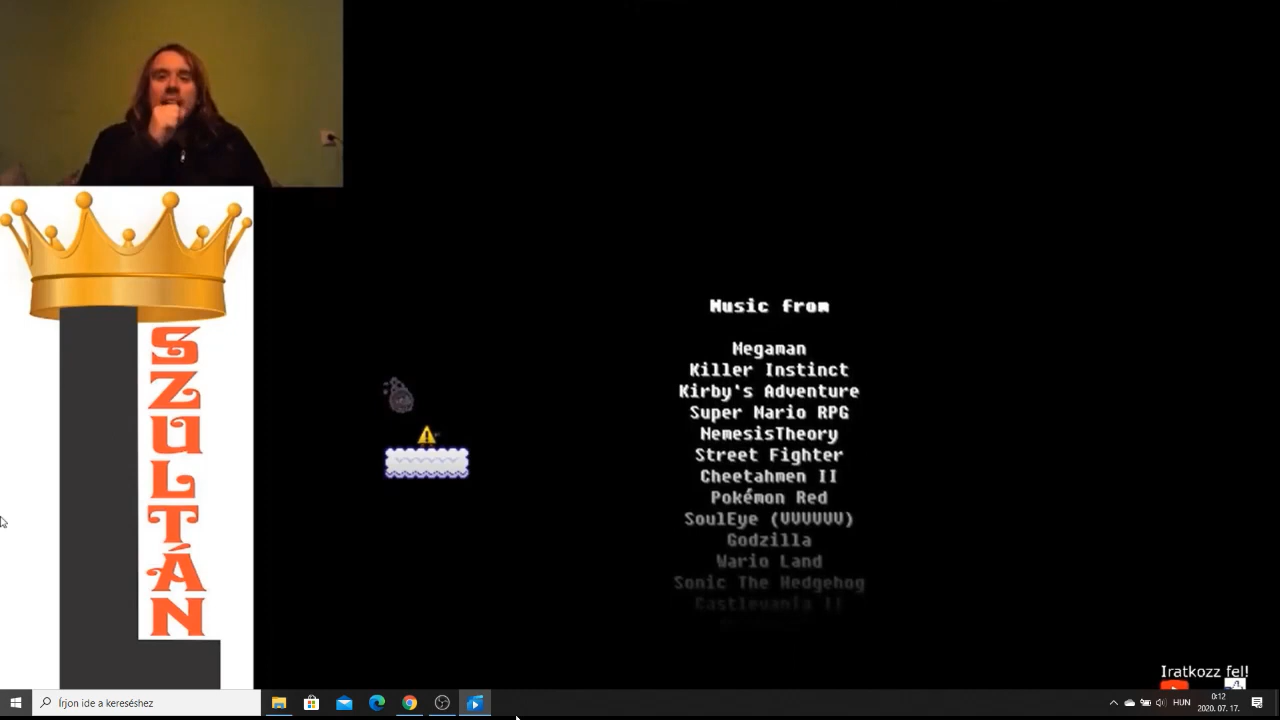 SZULTÁN
Music from
Megaman
Killer Instinct
Kirby's Adventure
Super Mario RPG
NemesisTheory
Street Fighter
Cheetahmen II
Pokémon Red
SoulEye (VVVVVV)
Godzilla
Wario Land
Sonic The Hedgehog
Castlevania II
Iratkozz fel!
Írjon ide a kereséshez
HUN
0:12
2020. 07. 17.